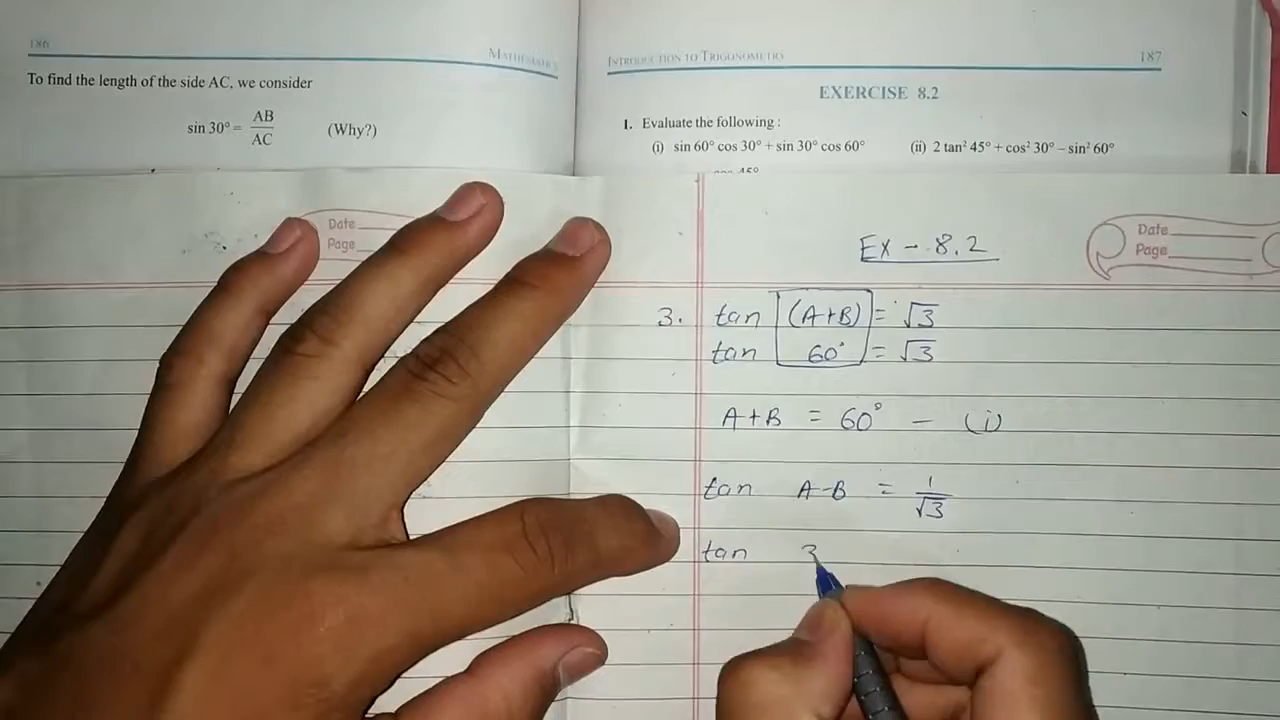 186
MATHEMATICS
To find the length of the side AC, we consider
sin 30° = AB/AC (Why?)
INTRODUCTION TO TRIGONOMETRY
187
EXERCISE 8.2
1. Evaluate the following :
(i) sin 60° cos 30° + sin 30° cos 60° (ii) 2 tan² 45° + cos² 30° – sin² 60°
45°
Date
Page
Ex - 8.2
Date
Page
3. tan (A+B) = √3
tan 60° = √3
A+B = 60° - (i)
tan A-B = 1/√3
tan 3